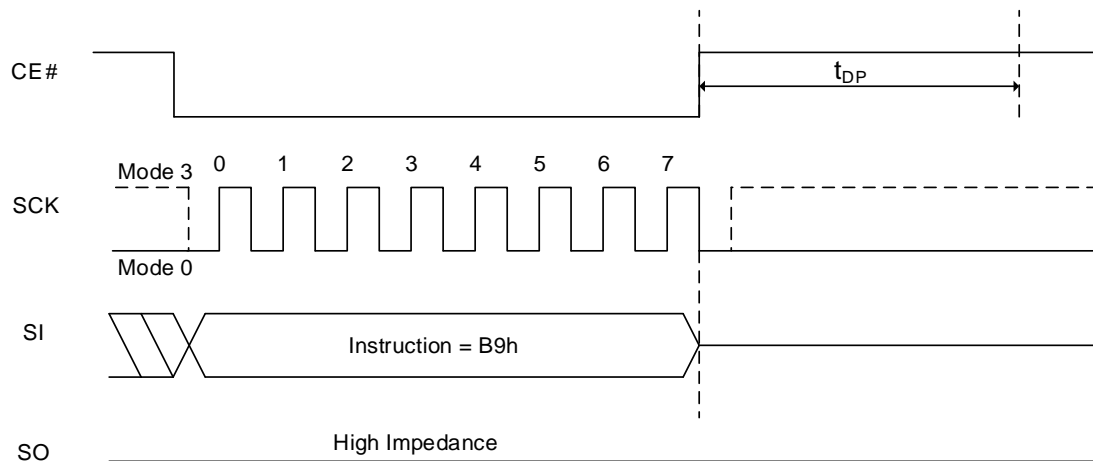 CE#
tDP
Mode 3
0 1 2 3 4 5 6 7
SCK
Mode 0
SI
Instruction = B9h
High Impedance
SO